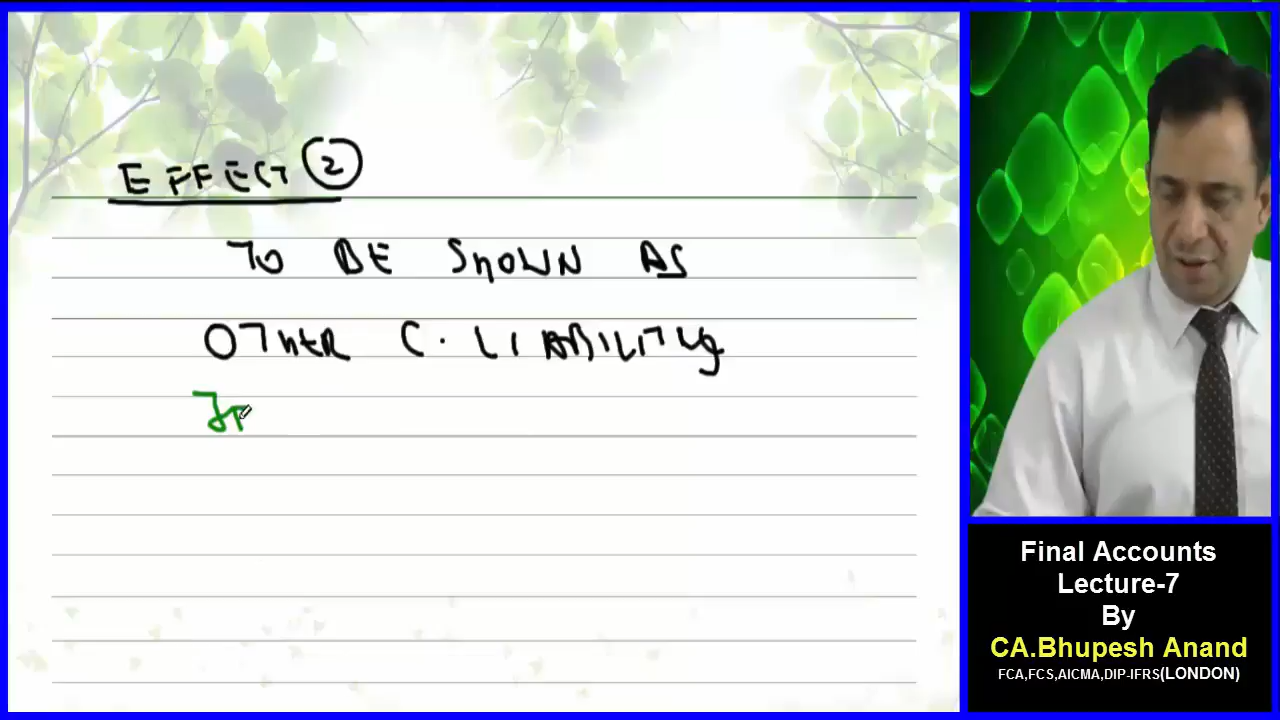 EFFECT 2
TO BE SHOWN AS
OTHER C. LIABILITY
Final Accounts
Lecture-7
By
CA.Bhupesh Anand
FCA,FCS,AICMA,DIP-IFRS(LONDON)